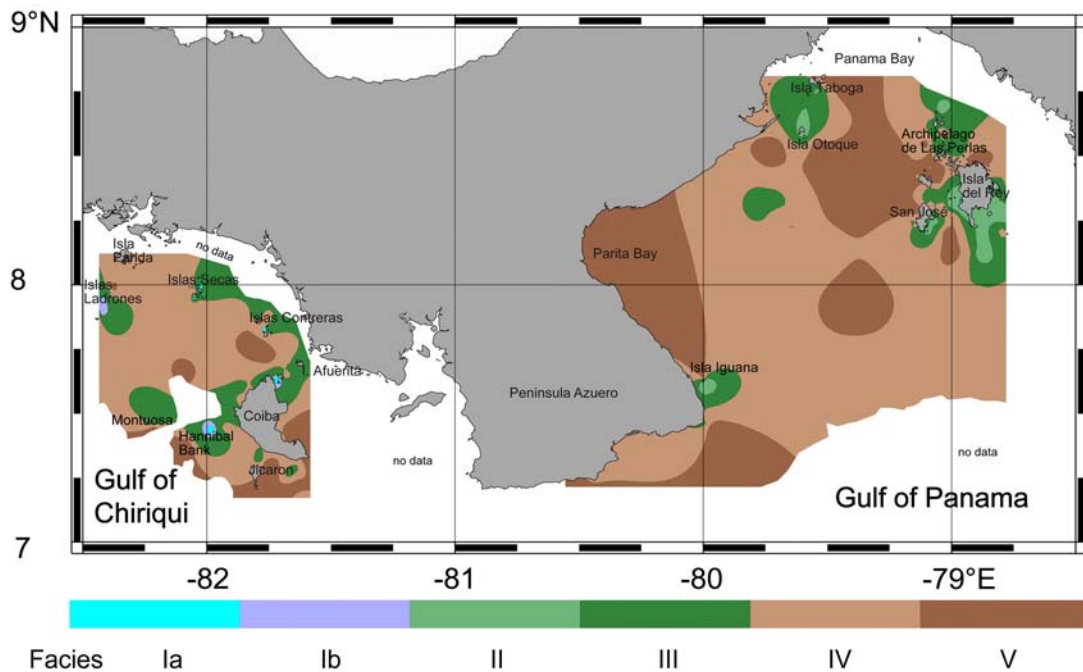 9°N
Panama Bay
Isla Taboga
Archipelago
de Las Perlas
Isla Otoque
Isla
del Rey
San José
Isla
Parida
no data
Parita Bay
8
Islas Secas
Islas
Ladrones
Islas Contreras
I. Afuerita
Isla Iguana
Peninsula Azuero
Montuosa
Coiba
Hannibal
Bank
no data
no data
Jicaron
Gulf of
Chiriqui
Gulf of Panama
7
-82
-81
-80
-79°E
Facies
Ia
Ib
II
III
IV
V